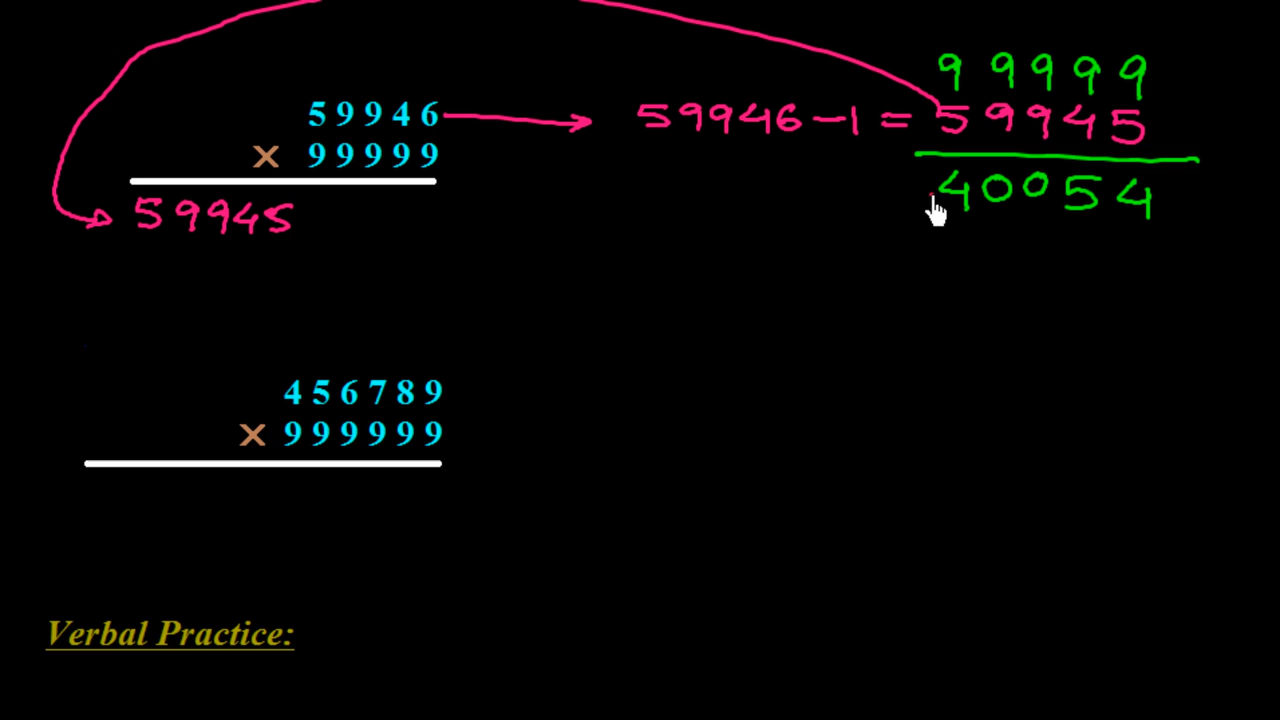 99999
59946 59946-1 = 59945
x 99999
40054
59945
456789
x 999999
Verbal Practice: